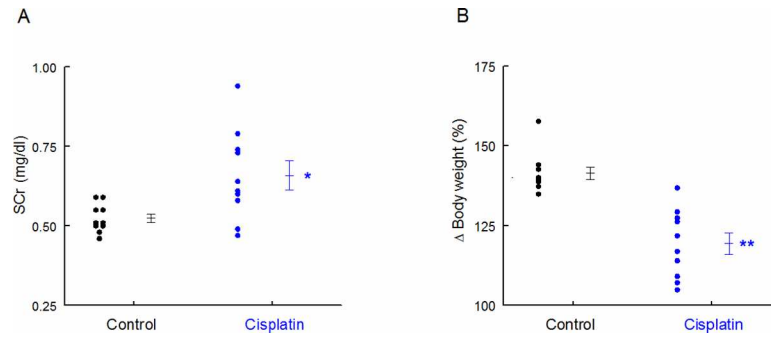 A
SCr (mg/dl)
1.00
0.75
0.50
0.25
*
Control
Cisplatin
B
Δ Body weight (%)
175
150
125
100
**
Control
Cisplatin